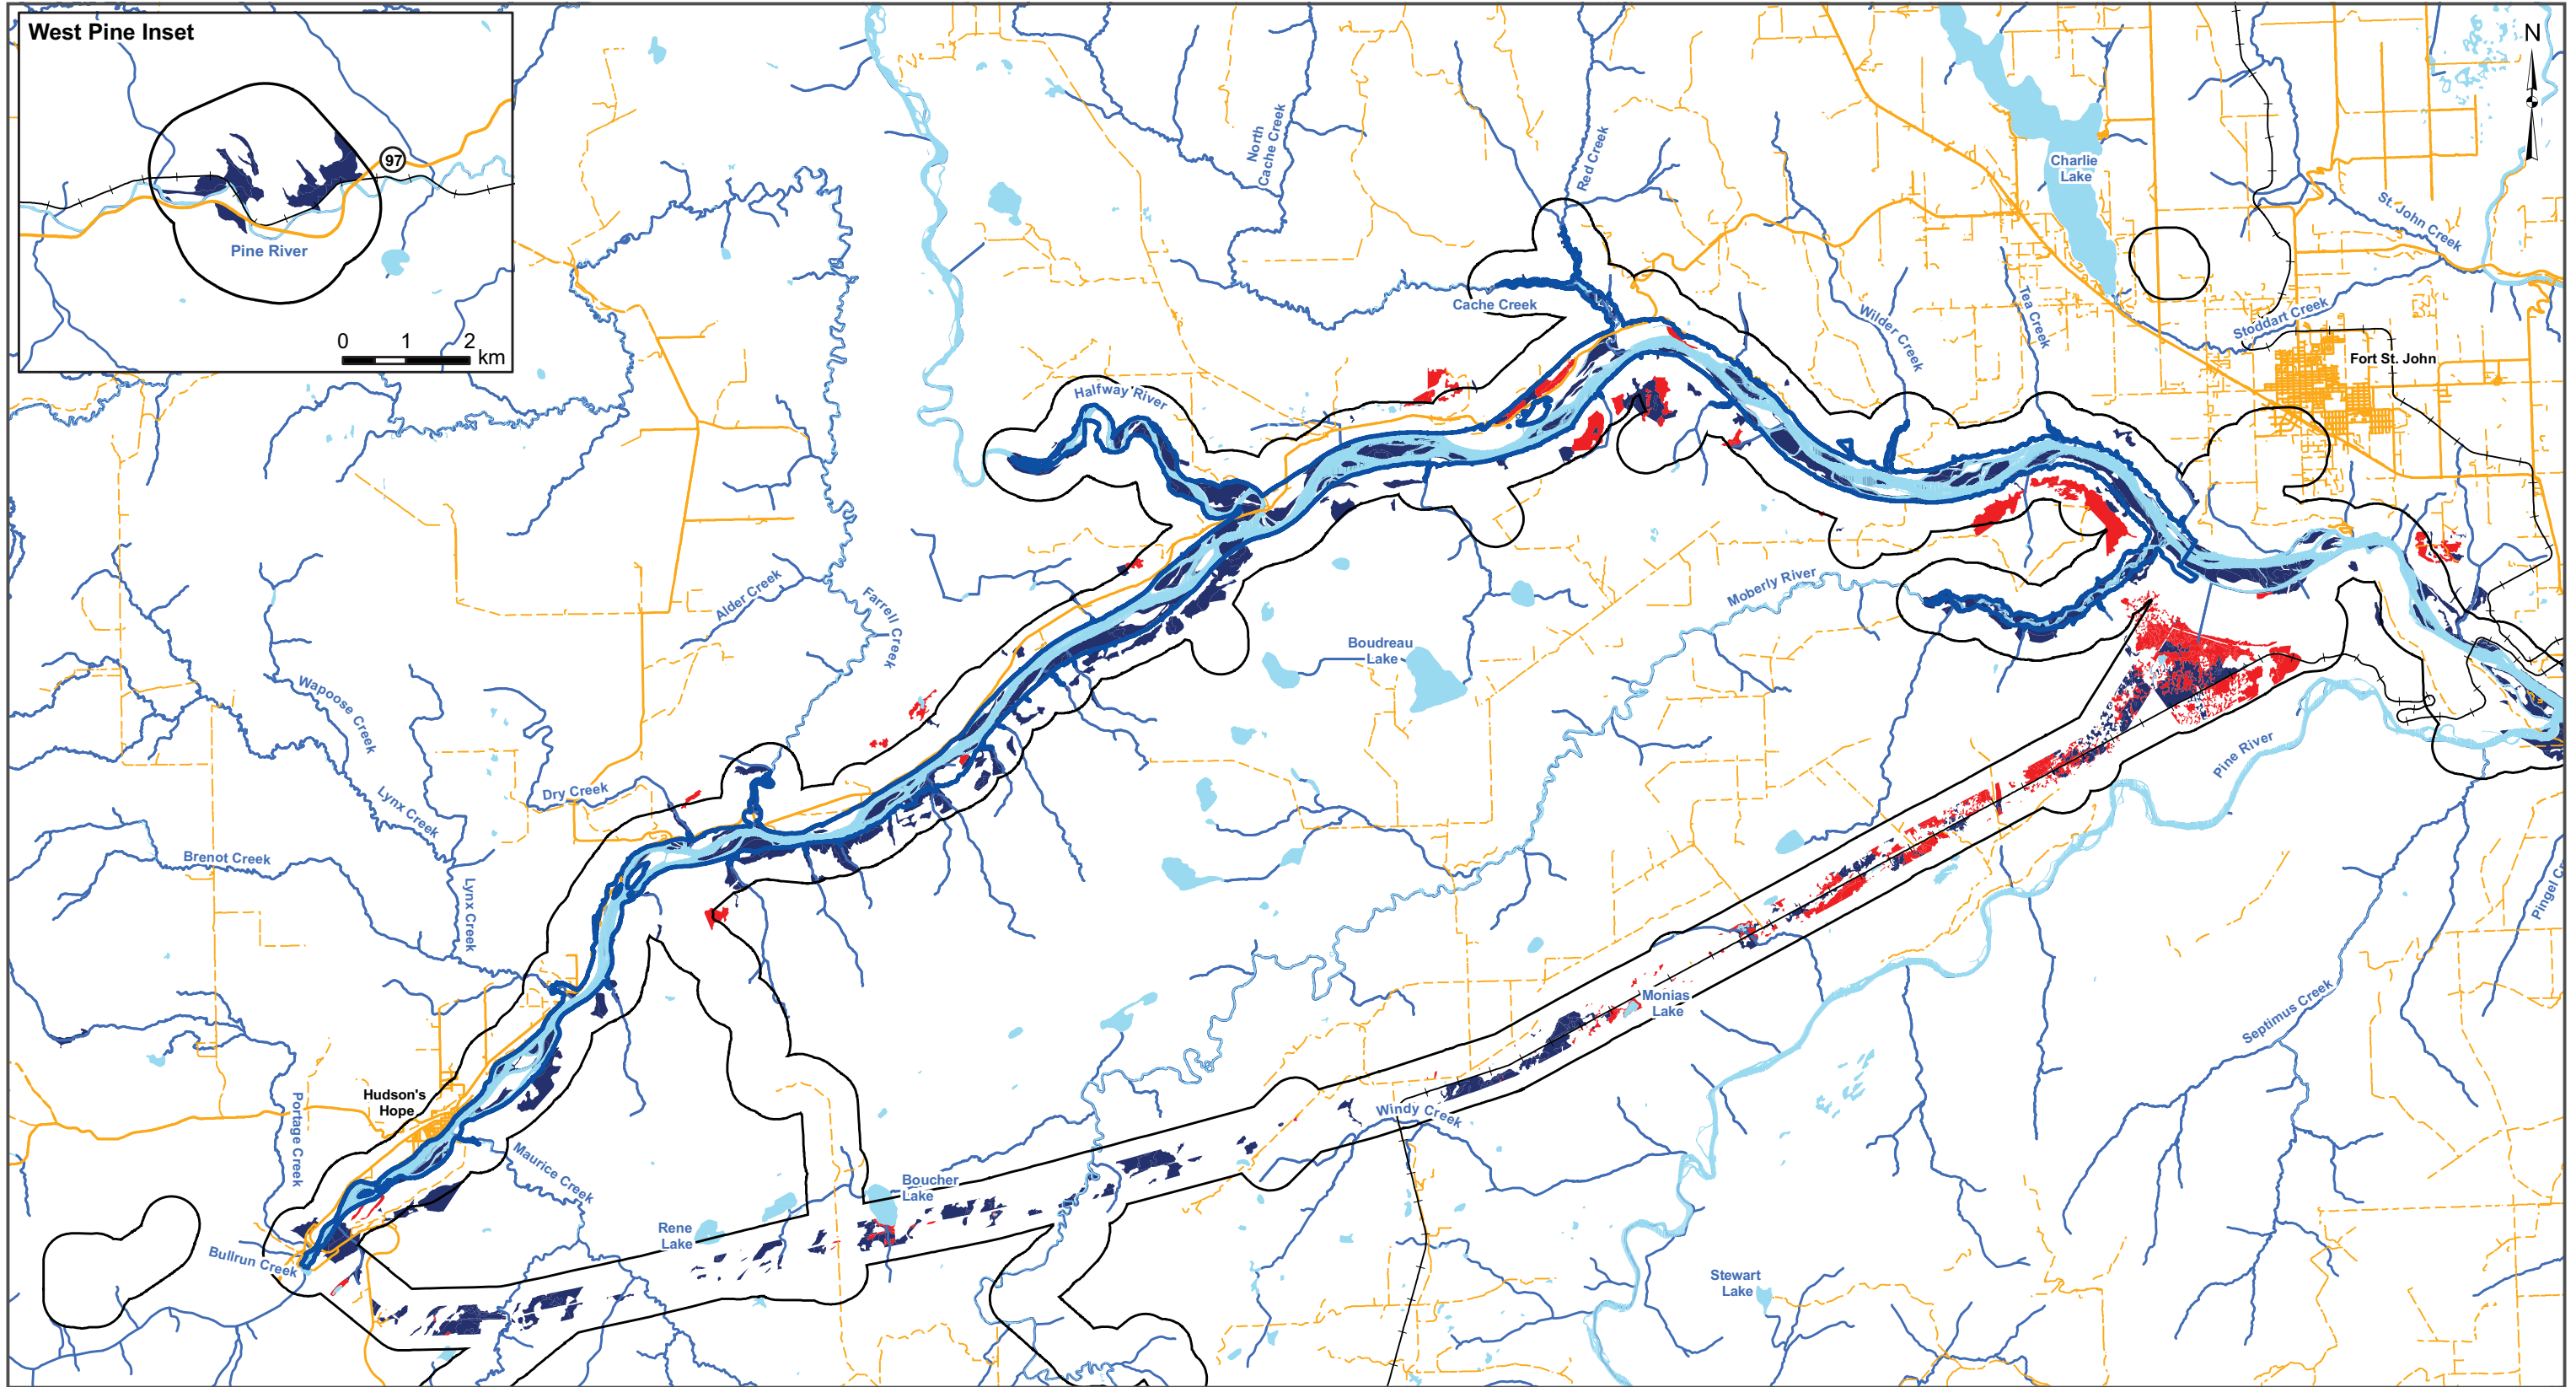 West Pine Inset
97
Pine River
0 1 2
km
N
North
Cache Creek
Red Creek
Charlie
Lake
St. John Creek
Cache Creek
Wilder Creek
Tea Creek
Stoddart Creek
Fort St. John
Halfway River
Moberly River
Alder Creek
Farrell Creek
Boudreau
Lake
Wapoose Creek
Pine River
Dry Creek
Lynx Creek
Brenot Creek
Lynx Creek
Monias
Lake
Septimus Creek
Hudson's
Hope
Portage Creek
Windy Creek
Maurice Creek
Boucher
Lake
Rene
Lake
Bullrun Creek
Stewart
Lake